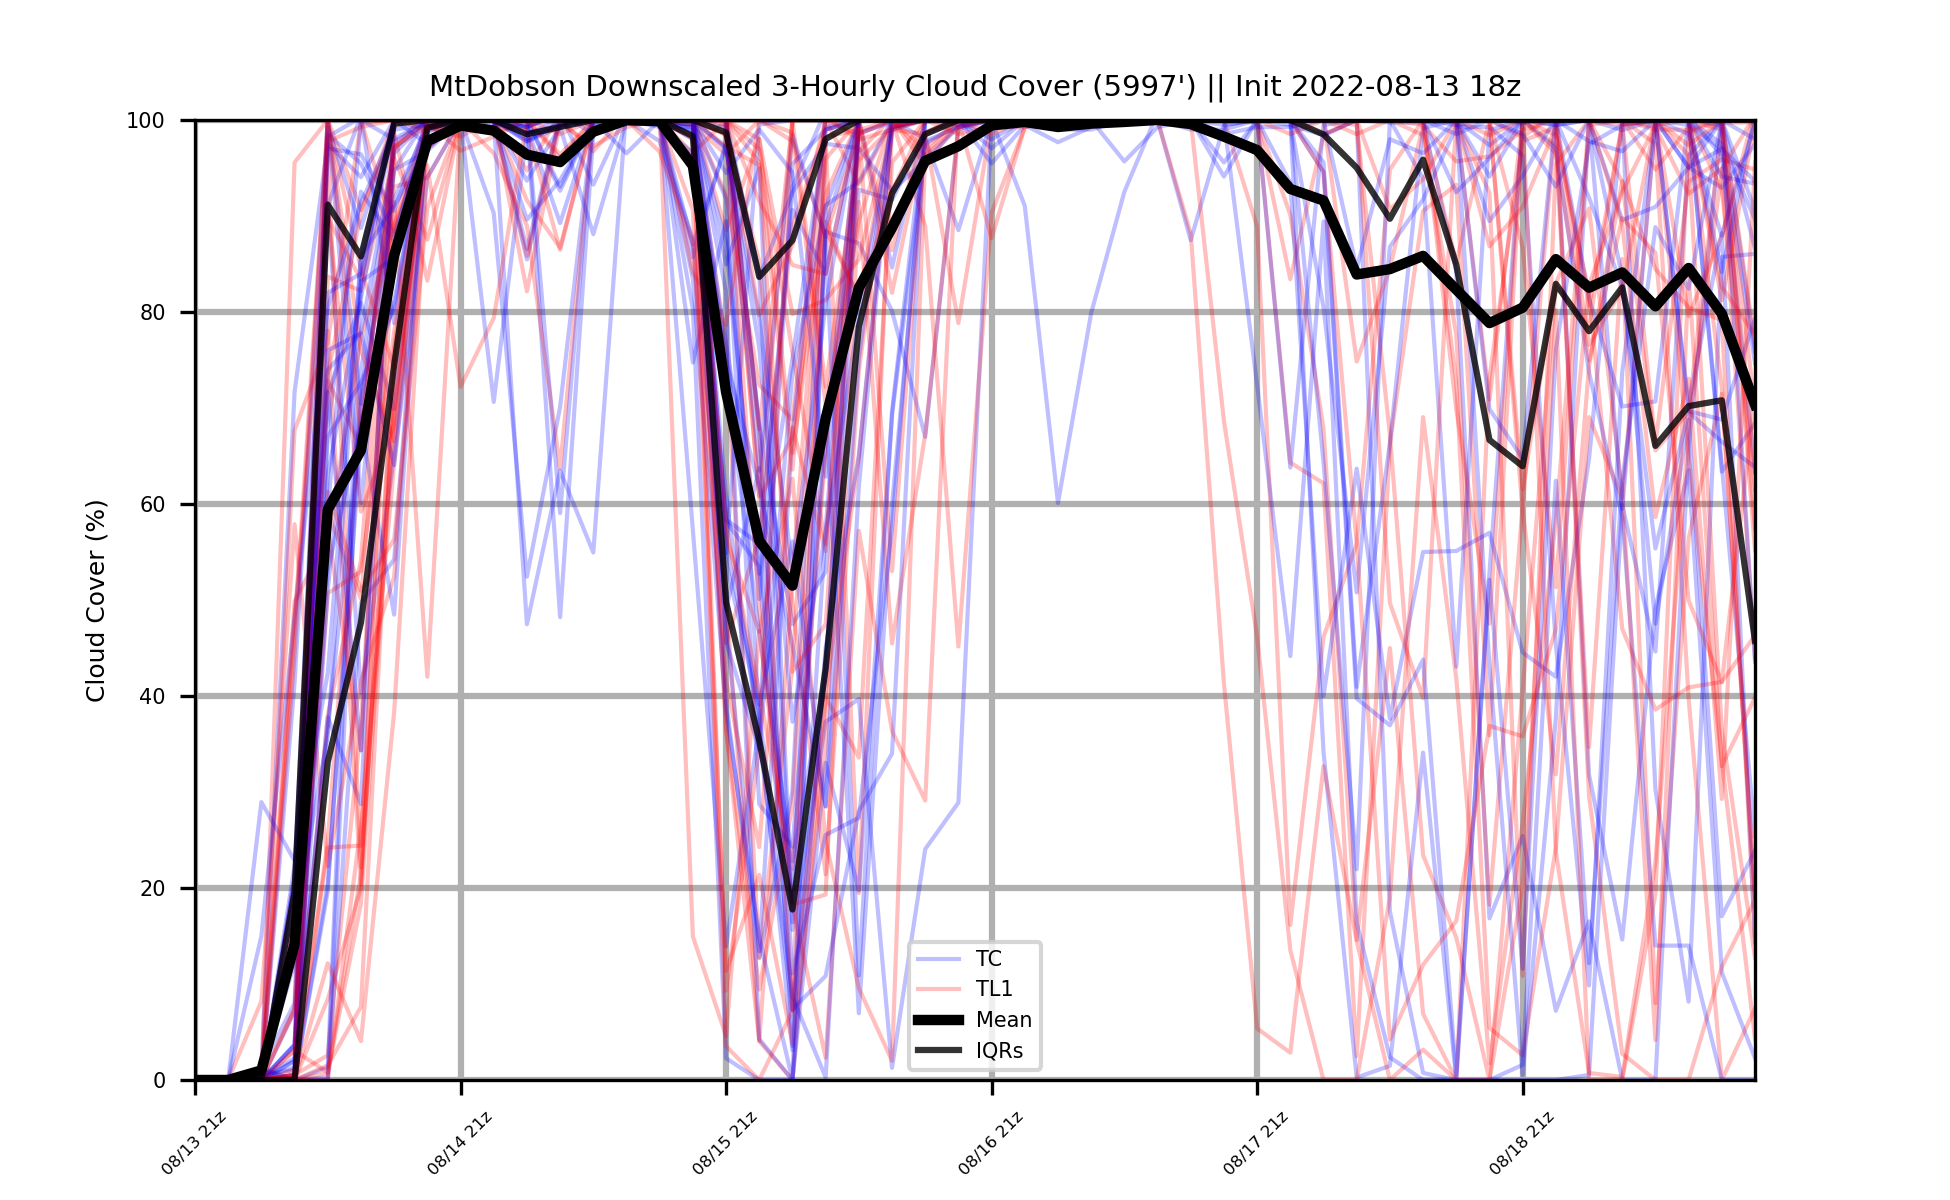 MtDobson Downscaled 3-Hourly Cloud Cover (5997') || Init 2022-08-13 18z
Cloud Cover (%)
100
80
60
40
20
0
TC
TL1
Mean
IQRs
08/13 21z
08/14 21z
08/15 21z
08/16 21z
08/17 21z
08/18 21z